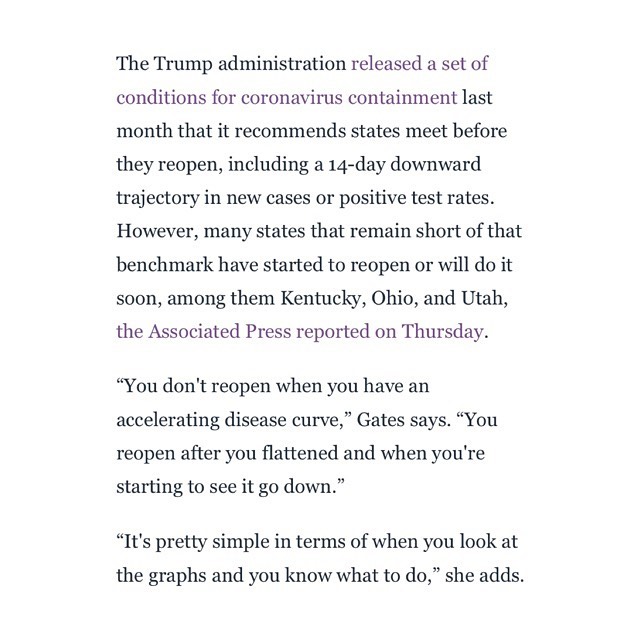 The Trump administration released a set of
conditions for coronavirus containment last
month that it recommends states meet before
they reopen, including a 14-day downward
trajectory in new cases or positive test rates.
However, many states that remain short of that
benchmark have started to reopen or will do it
soon, among them Kentucky, Ohio, and Utah,
the Associated Press reported on Thursday.
“You don't reopen when you have an
accelerating disease curve,” Gates says. “You
reopen after you flattened and when you're
starting to see it go down.”
“It's pretty simple in terms of when you look at
the graphs and you know what to do,” she adds.